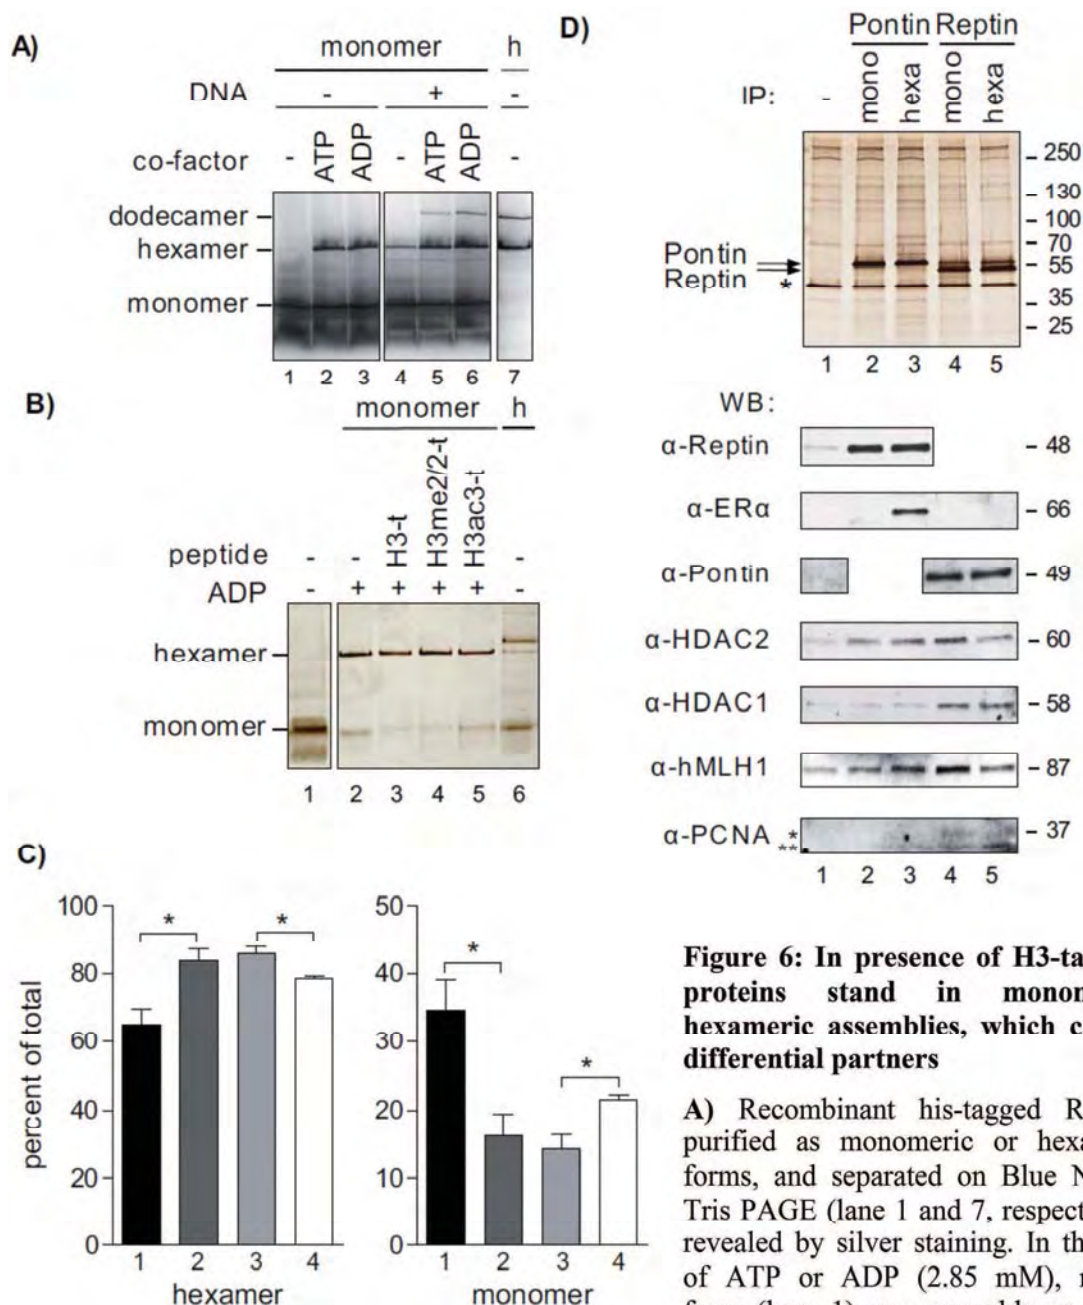 A)
monomer h
DNA - + -
co-factor - ATP ADP - ATP ADP -
dodecamer
hexamer
monomer
1 2 3 4 5 6 7
B)
monomer h
peptide - - H3-t H3me2/2-t H3ac3-t -
ADP - + + + + -
hexamer
monomer
1 2 3 4 5 6
C)
percent of total
100
80
60
80
20
0
* *
1 2 3 4
hexamer
50
40
30
20
10
0
* *
1 2 3 4
monomer
D)
Pontin Reptin
IP: - mono hexa mono hexa
250
130
100
70
55
35
25
Pontin
Reptin
*
1 2 3 4 5
WB:
α-Reptin - 48
α-ERα - 66
α-Pontin - 49
α-HDAC2 - 60
α-HDAC1 - 58
α-hMLH1 - 87
α-PCNA * ** - 37
1 2 3 4 5
Figure 6: In presence of H3-ta
proteins stand in monom
hexameric assemblies, which c
differential partners
A) Recombinant his-tagged R
purified as monomeric or hexa
forms, and separated on Blue N
Tris PAGE (lane 1 and 7, respect
revealed by silver staining. In th
of ATP or ADP (2.85 mM),